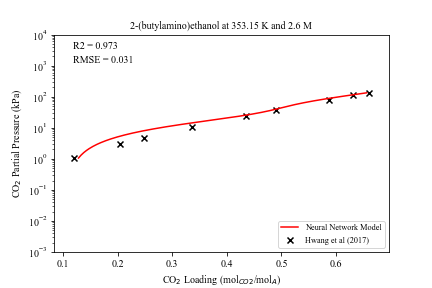 2-(butylamino)ethanol at 353.15 K and 2.6 M
R2 = 0.973
RMSE = 0.031
10⁴
10³
10²
10¹
10⁰
10⁻¹
10⁻²
10⁻³
CO₂ Partial Pressure (kPa)
Neural Network Model
Hwang et al (2017)
0.1 0.2 0.3 0.4 0.5 0.6
CO₂ Loading (mol_CO2/mol_A)